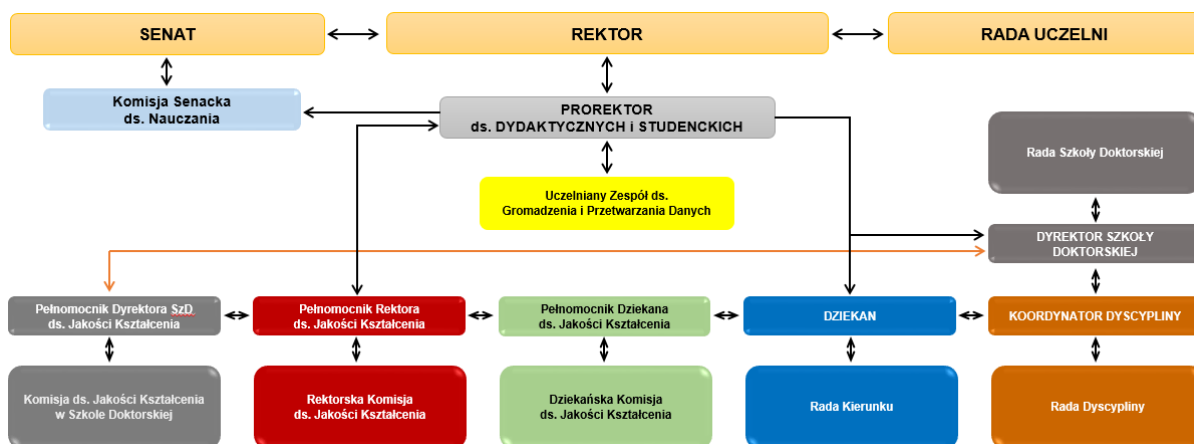 SENAT
REKTOR
RADA UCZELNI
Komisja Senacka
ds. Nauczania
PROREKTOR
ds. DYDAKTYCZNYCH i STUDENCKICH
Rada Szkoły Doktorskiej
Uczelniany Zespół ds.
Gromadzenia i Przetwarzania Danych
DYREKTOR SZKOŁY
DOKTORSKIEJ
Pełnomocnik Dyrektora SzD
ds. Jakości Kształcenia
Pełnomocnik Rektora
ds. Jakości Kształcenia
Pełnomocnik Dziekana
ds. Jakości Kształcenia
DZIEKAN
KOORDYNATOR DYSCYPLINY
Komisja ds. Jakości Kształcenia
w Szkole Doktorskiej
Rektorska Komisja
ds. Jakości Kształcenia
Dziekańska Komisja
ds. Jakości Kształcenia
Rada Kierunku
Rada Dyscypliny